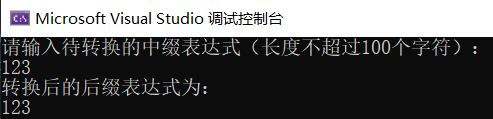 Microsoft Visual Studio 调试控制台
请输入待转换的中缀表达式（长度不超过100个字符）：
123
转换后的后缀表达式为：
123